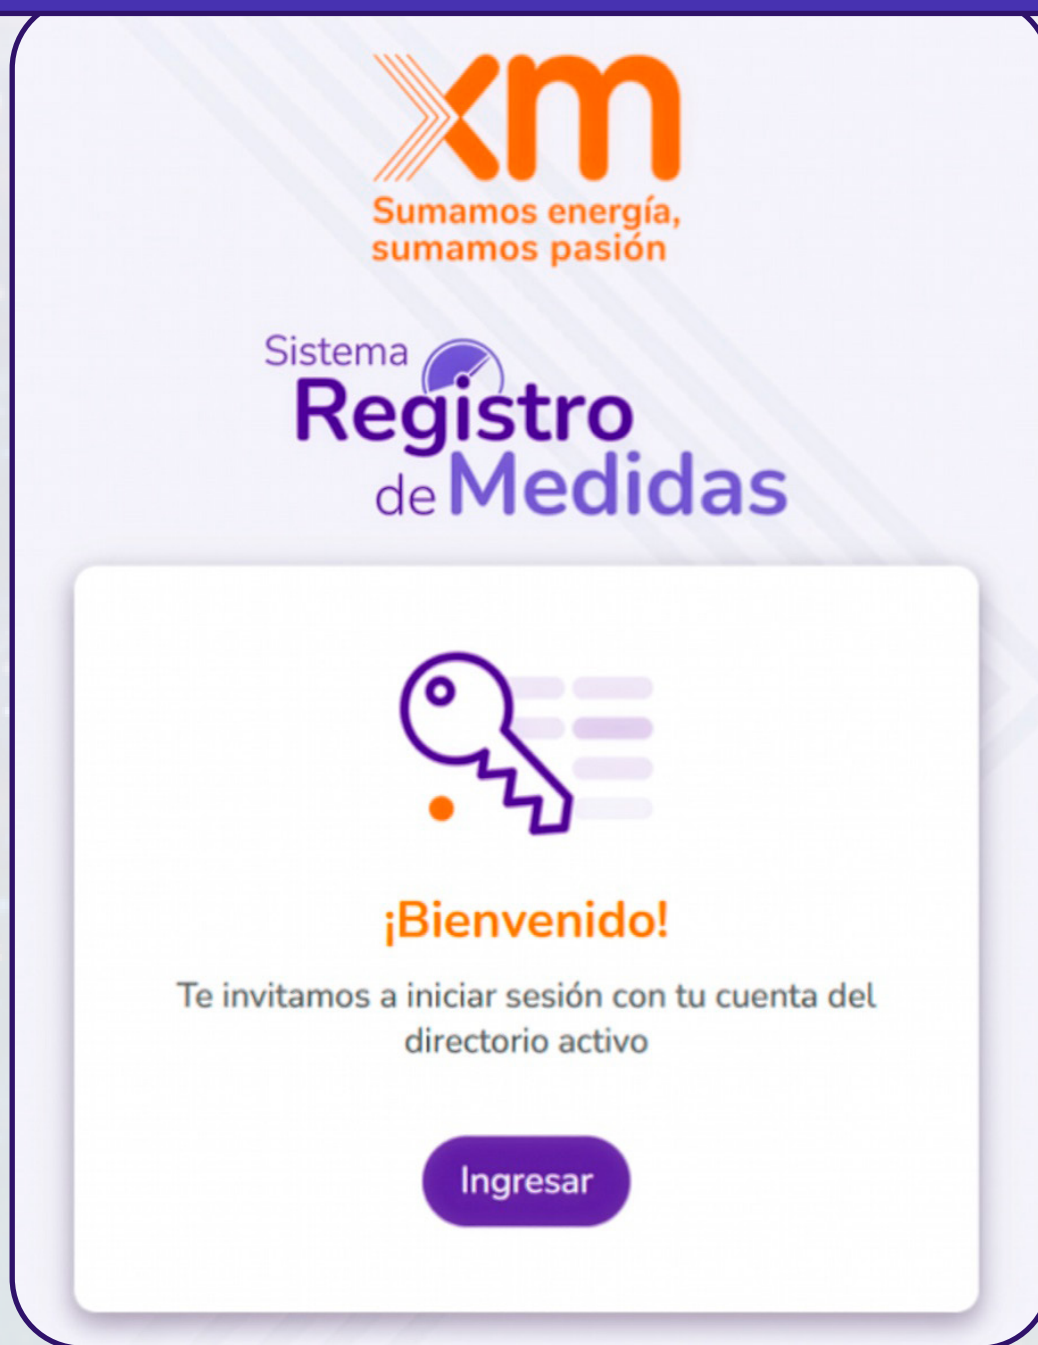 xm
Sumamos energía,
sumamos pasión
Sistema
Registro
de Medidas
¡Bienvenido!
Te invitamos a iniciar sesión con tu cuenta del
directorio activo
Ingresar